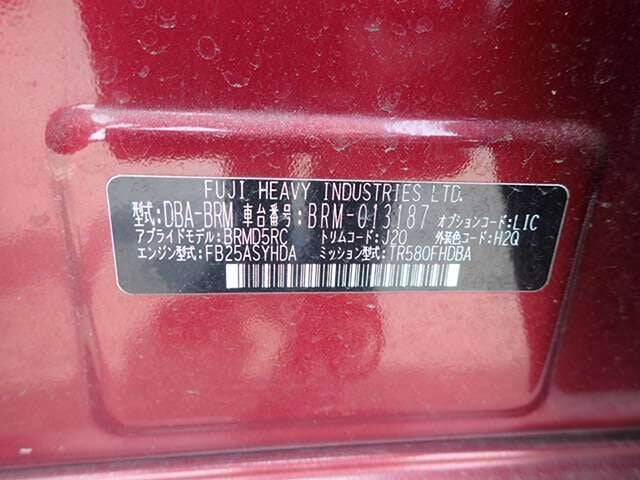 FUJI HEAVY INDUSTRIES LTD.
型式:DBA-BRM 車台番号:BRM-013187 オプションコード:LIC
アプライドモデル:BRMD5RC トリムコード:J20 外装色コード:H2Q
エンジン型式:FB25ASYHDA ミッション型式:TR580FHDBA